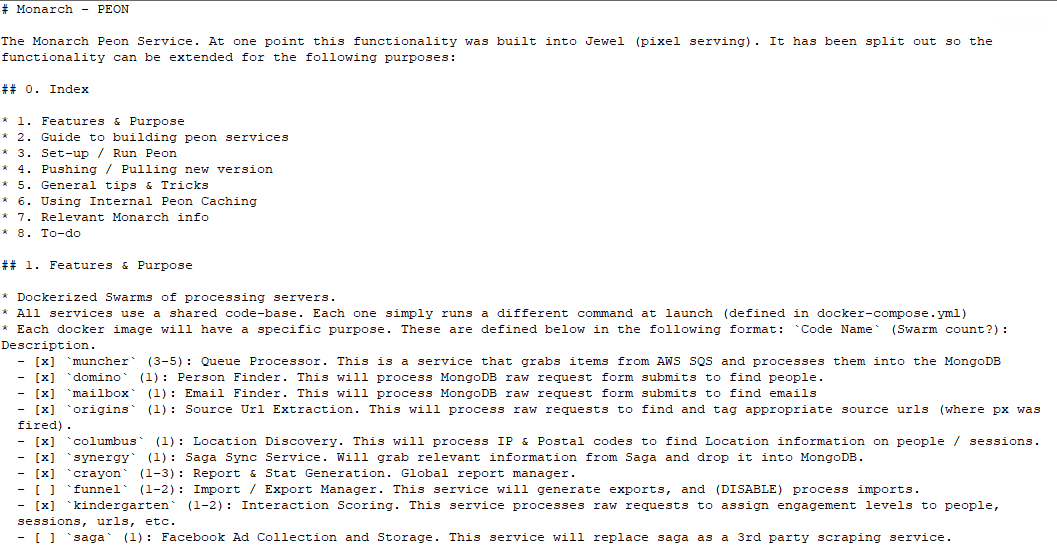 # Monarch - PEON
The Monarch Peon Service. At one point this functionality was built into Jewel (pixel serving). It has been split out so the
functionality can be extended for the following purposes:
## 0. Index
* 1. Features & Purpose
* 2. Guide to building peon services
* 3. Set-up / Run Peon
* 4. Pushing / Pulling new version
* 5. General tips & Tricks
* 6. Using Internal Peon Caching
* 7. Relevant Monarch info
* 8. To-do
## 1. Features & Purpose
* Dockerized Swarms of processing servers.
* All services use a shared code-base. Each one simply runs a different command at launch (defined in docker-compose.yml)
* Each docker image will have a specific purpose. These are defined below in the following format: `Code Name` (Swarm count?):
Description.
- [x] `muncher` (3-5): Queue Processor. This is a service that grabs items from AWS SQS and processes them into the MongoDB
- [x] `domino` (1): Person Finder. This will process MongoDB raw request form submits to find people.
- [x] `mailbox` (1): Email Finder. This will process MongoDB raw request form submits to find emails
- [x] `origins` (1): Source Url Extraction. This will process raw requests to find and tag appropriate source urls (where px was
fired).
- [x] `columbus` (1): Location Discovery. This will process IP & Postal codes to find Location information on people / sessions.
- [x] `synergy` (1): Saga Sync Service. Will grab relevant information from Saga and drop it into MongoDB.
- [x] `crayon` (1-3): Report & Stat Generation. Global report manager.
- [ ] `funnel` (1-2): Import / Export Manager. This service will generate exports, and (DISABLE) process imports.
- [x] `kindergarten` (1-2): Interaction Scoring. This service processes raw requests to assign engagement levels to people,
sessions, urls, etc.
- [ ] `saga` (1): Facebook Ad Collection and Storage. This service will replace saga as a 3rd party scraping service.